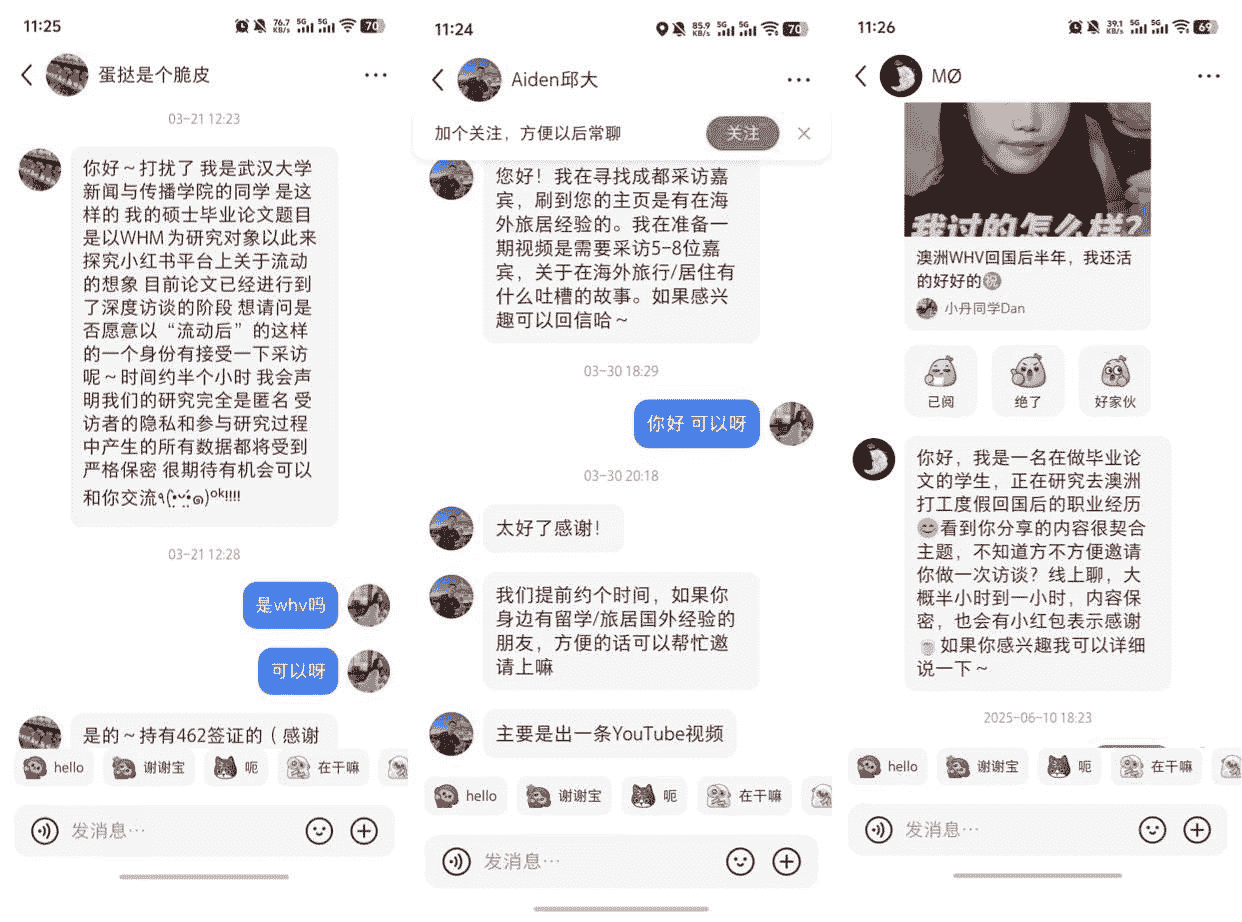 11:25
76.7
KB/s
5G
5G
70
蛋挞是个脆皮
03-21 12:23
你好～打扰了 我是武汉大学
新闻与传播学院的同学 是这
样的 我的硕士毕业论文题目
是以WHM为研究对象以此来
探究小红书平台上关于流动
的想象 目前论文已经进行到
了深度访谈的阶段 想请问是
否愿意以“流动后”的这样
的一个身份有接受一下采访
呢～时间约半个小时 我会声
明我们的研究完全是匿名 受
访者的隐私和参与研究过程
中产生的所有数据都将受到
严格保密 很期待有机会可以
和你交流
03-21 12:28
是whv吗
可以呀
是的～持有462签证的（感谢
hello
谢谢宝
呃
在干嘛
发消息…
11:24
85.9
KB/s
5G
5G
70
Aiden邱大
加个关注，方便以后常聊
关注
您好！我在寻找成都采访嘉
宾，刷到您的主页是有在海
外旅居经验的。我在准备一
期视频是需要采访5-8位嘉
宾，关于在海外旅行/居住有
什么吐槽的故事。如果感兴
趣可以回信哈～
03-30 18:29
你好 可以呀
03-30 20:18
太好了感谢！
我们提前约个时间，如果你
身边有留学/旅居国外经验的
朋友，方便的话可以帮忙邀
请上嘛
主要是出一条YouTube视频
hello
谢谢宝
呃
在干嘛
发消息…
11:26
39.1
KB/s
5G
5G
69
MØ
我过的怎么样?
澳洲WHV回国后半年，我还活
的好好的㊗
小丹同学Dan
已阅
绝了
好家伙
你好，我是一名在做毕业论
文的学生，正在研究去澳洲
打工度假回国后的职业经历
😊看到你分享的内容很契合
主题，不知道方不方便邀请
你做一次访谈？线上聊，大
概半小时到一小时，内容保
密，也会有小红包表示感谢
🍵如果你感兴趣我可以详细
说一下～
2025-06-10 18:23
hello
谢谢宝
呃
在干嘛
发消息…